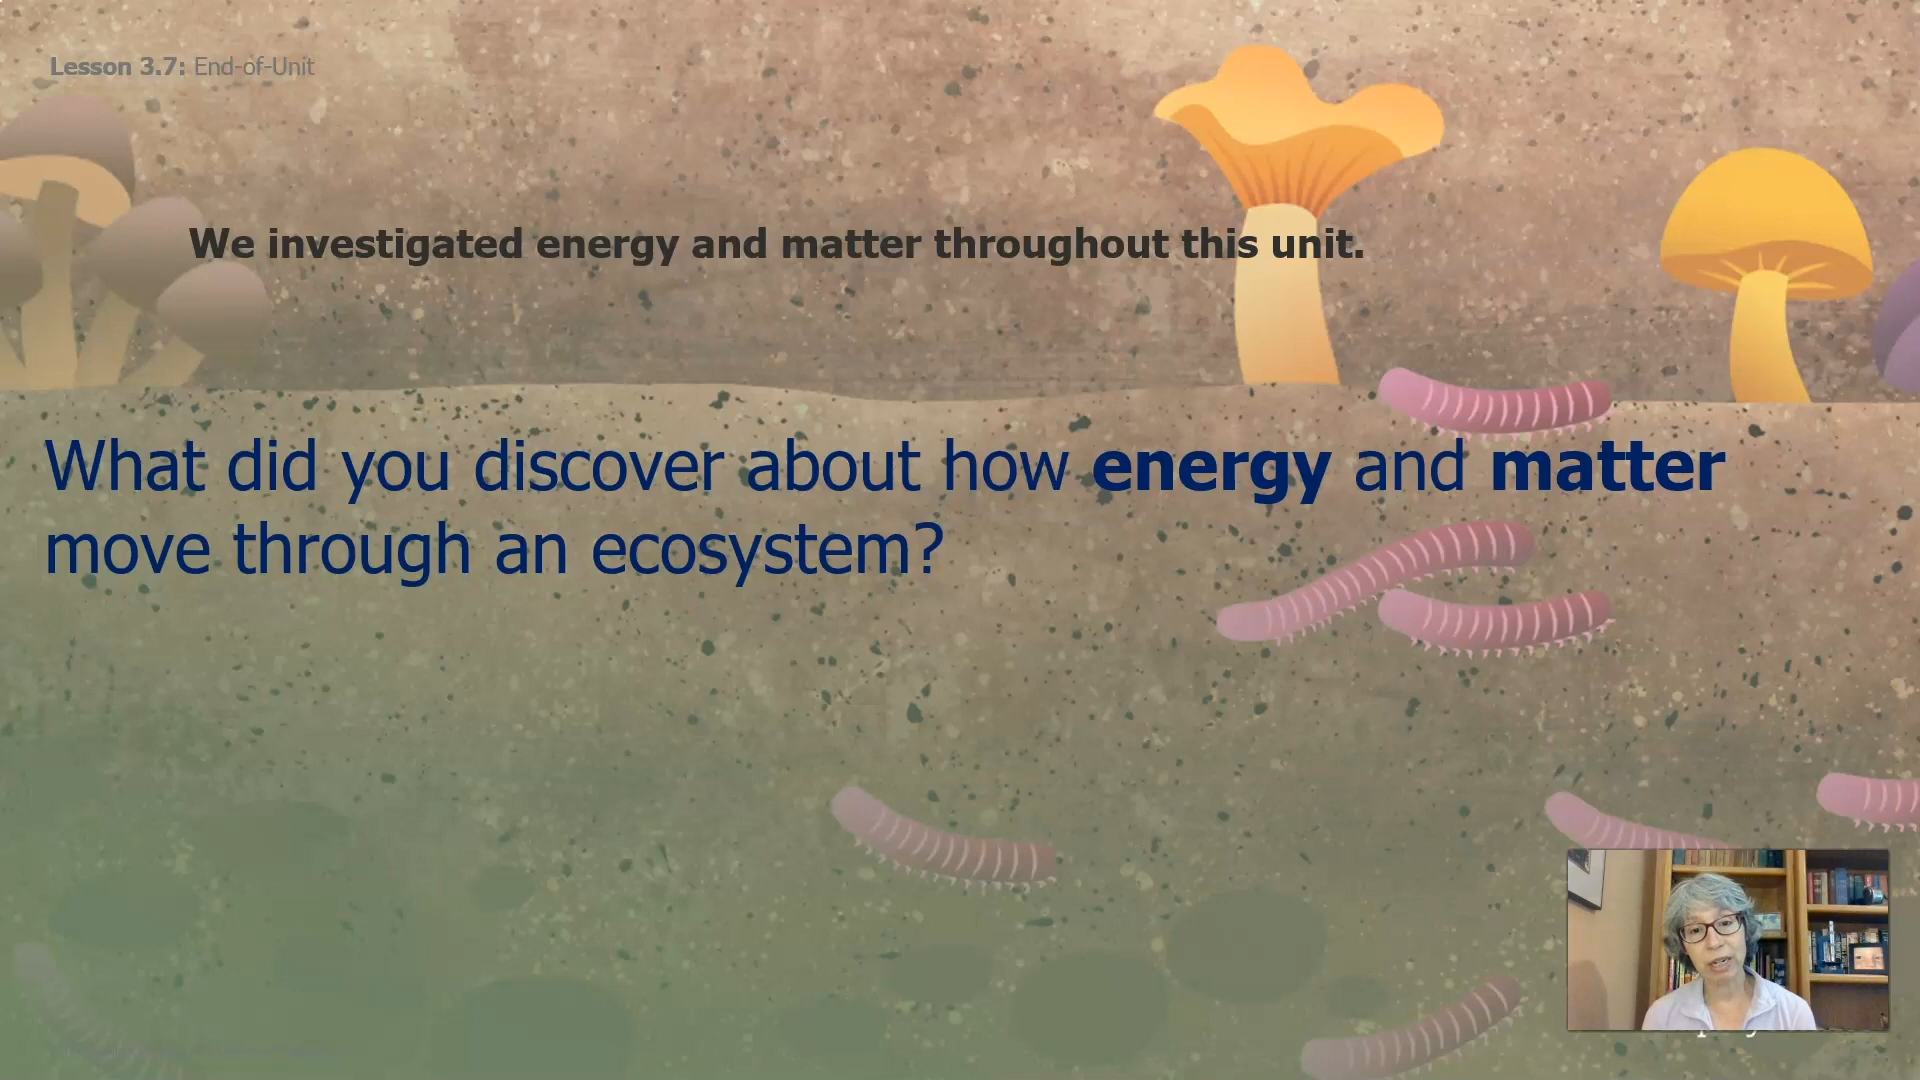 Lesson 3.7: End-of-Unit
We investigated energy and matter throughout this unit.
What did you discover about how energy and matter
move through an ecosystem?